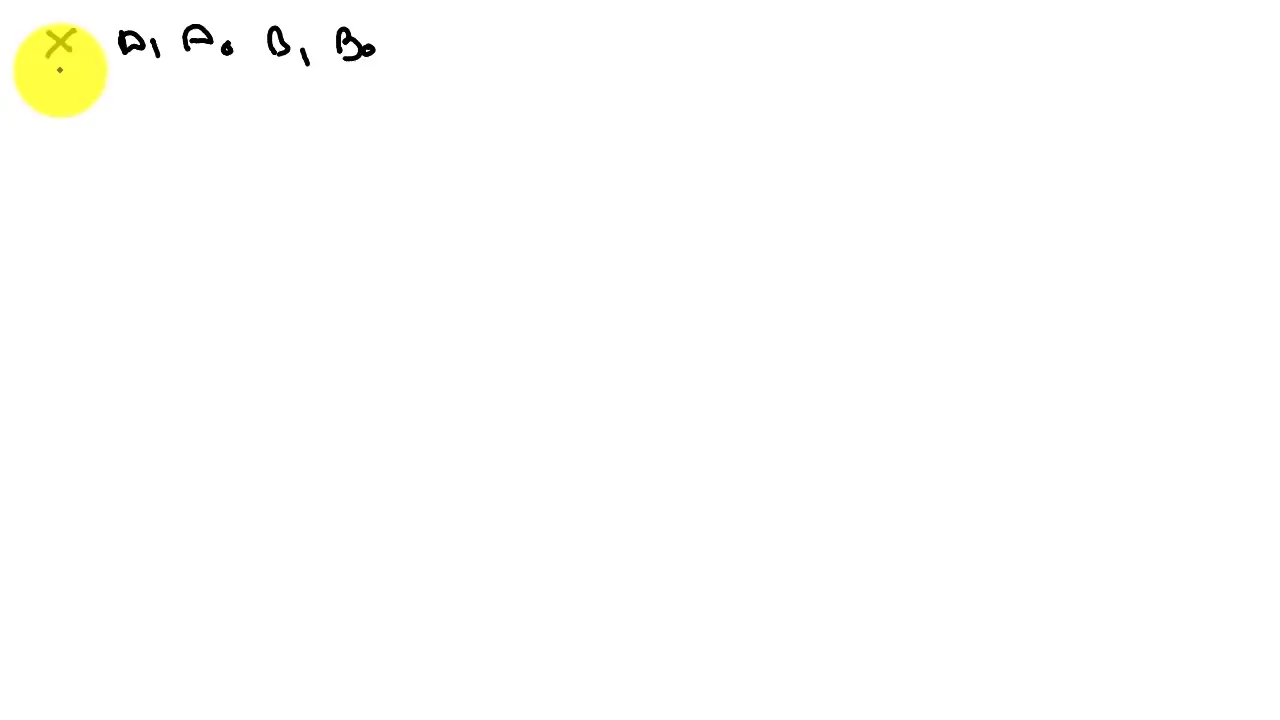 X A₁ A₀ B₁ B₀